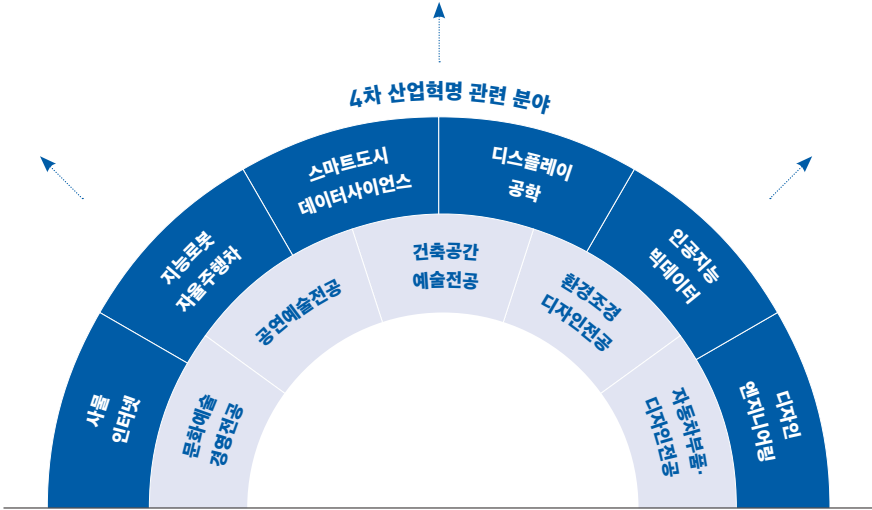 4차 산업혁명 관련 분야
사물
인터넷
지능로봇
자율주행차
스마트도시
데이터사이언스
디스플레이
공학
인공지능
빅데이터
디자인
엔지니어링
문화예술
경영전공
공연예술전공
건축공간
예술전공
환경조경
디자인전공
자동차부품·
디자인전공